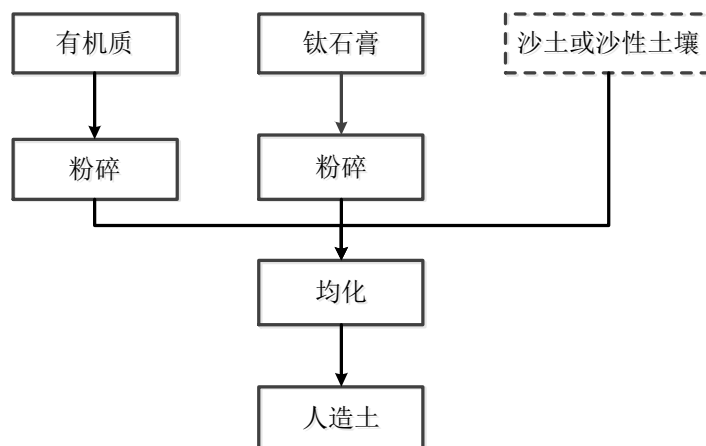 有机质
钛石膏
沙土或沙性土壤
粉碎
粉碎
均化
人造土